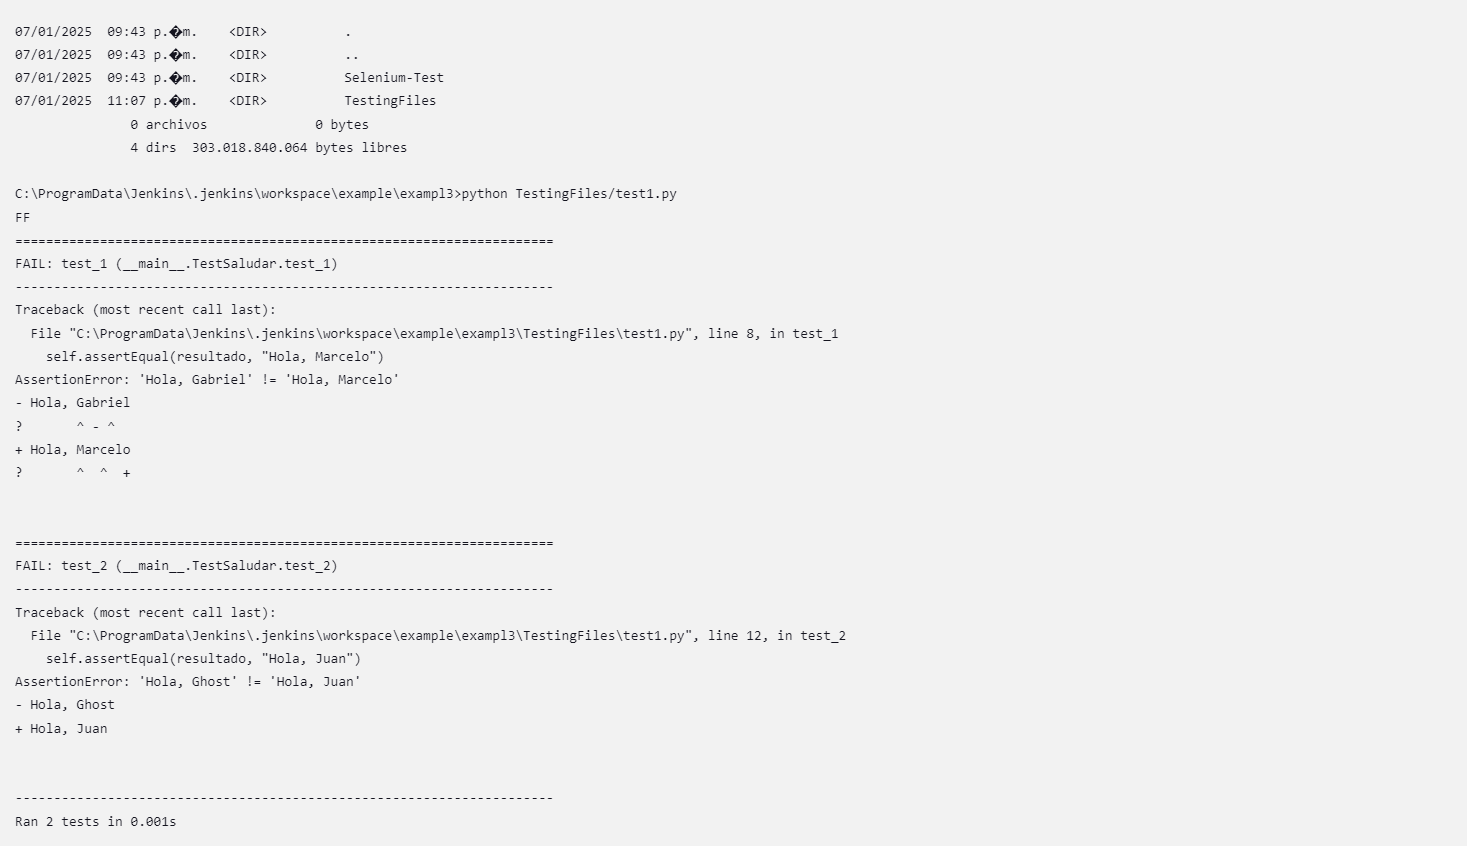 07/01/2025  09:43 p.�m.    <DIR>          .
07/01/2025  09:43 p.�m.    <DIR>          ..
07/01/2025  09:43 p.�m.    <DIR>          Selenium-Test
07/01/2025  11:07 p.�m.    <DIR>          TestingFiles
               0 archivos              0 bytes
               4 dirs  303.018.840.064 bytes libres

C:\ProgramData\Jenkins\.jenkins\workspace\example\exampl3>python TestingFiles/test1.py
FF
======================================================================
FAIL: test_1 (__main__.TestSaludar.test_1)
----------------------------------------------------------------------
Traceback (most recent call last):
  File "C:\ProgramData\Jenkins\.jenkins\workspace\example\exampl3\TestingFiles\test1.py", line 8, in test_1
    self.assertEqual(resultado, "Hola, Marcelo")
AssertionError: 'Hola, Gabriel' != 'Hola, Marcelo'
- Hola, Gabriel
?       ^ - ^
+ Hola, Marcelo
?       ^  ^  +


======================================================================
FAIL: test_2 (__main__.TestSaludar.test_2)
----------------------------------------------------------------------
Traceback (most recent call last):
  File "C:\ProgramData\Jenkins\.jenkins\workspace\example\exampl3\TestingFiles\test1.py", line 12, in test_2
    self.assertEqual(resultado, "Hola, Juan")
AssertionError: 'Hola, Ghost' != 'Hola, Juan'
- Hola, Ghost
+ Hola, Juan


----------------------------------------------------------------------
Ran 2 tests in 0.001s